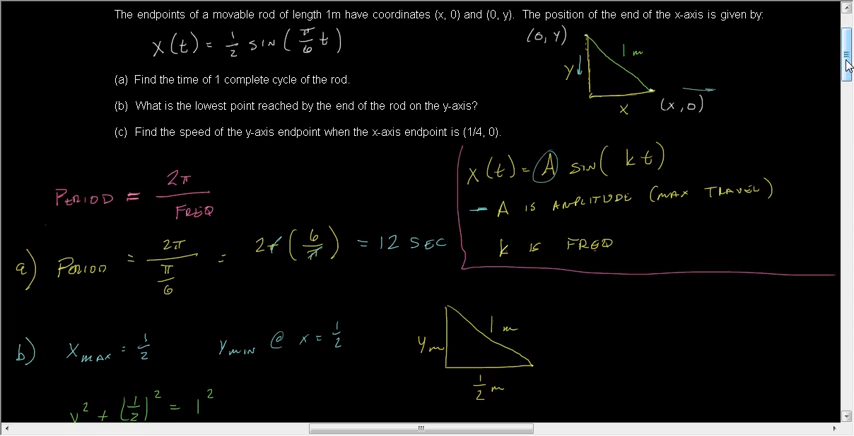 The endpoints of a movable rod of length 1m have coordinates (x, 0) and (0, y). The position of the end of the x-axis is given by:
x(t) = 1/2 sin(π/6 t)
(0, y)
1 m
y
x
(x, 0)
(a) Find the time of 1 complete cycle of the rod.
(b) What is the lowest point reached by the end of the rod on the y-axis?
(c) Find the speed of the y-axis endpoint when the x-axis endpoint is (1/4, 0).
PERIOD = 2π / FREQ
x(t) = A sin(kt)
- A IS AMPLITUDE (MAX TRAVEL)
k IS FREQ
a) PERIOD = 2π / (π/6) = 2π(6/π) = 12 SEC
b) x MAX = 1/2 y MIN @ x = 1/2
y m
1 m
1/2 m
y² + (1/2)² = 1²